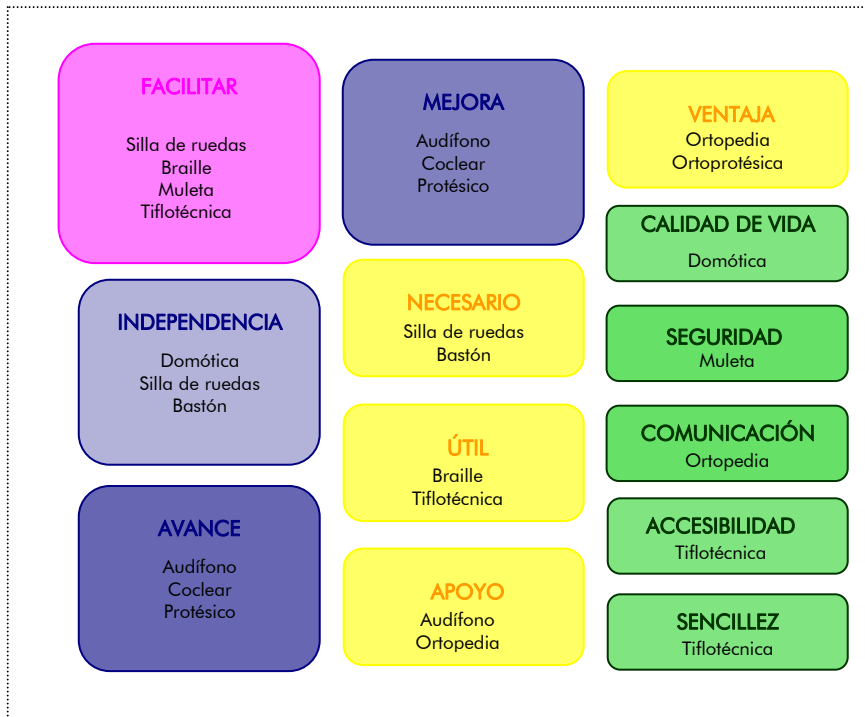 FACILITAR
Silla de ruedas
Braille
Muleta
Tiflotécnica
INDEPENDENCIA
Domótica
Silla de ruedas
Bastón
AVANCE
Audífono
Coclear
Protésico
MEJORA
Audífono
Coclear
Protésico
NECESARIO
Silla de ruedas
Bastón
ÚTIL
Braille
Tiflotécnica
APOYO
Audífono
Ortopedia
VENTAJA
Ortopedia
Ortoprotésica
CALIDAD DE VIDA
Domótica
SEGURIDAD
Muleta
COMUNICACIÓN
Ortopedia
ACCESIBILIDAD
Tiflotécnica
SENCILLEZ
Tiflotécnica